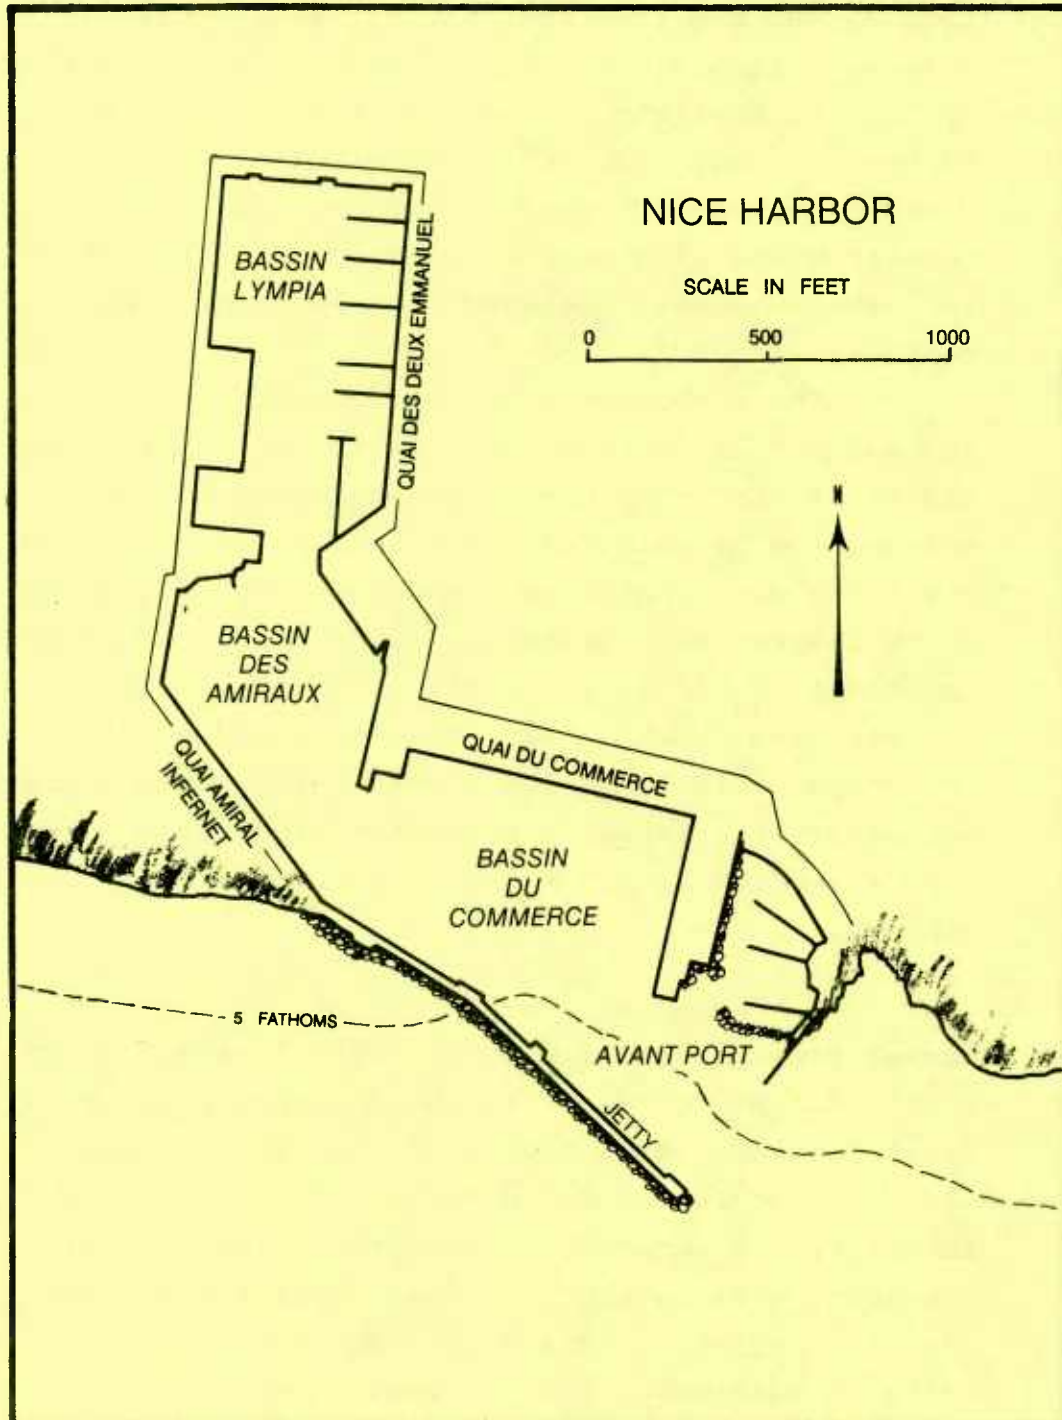 NICE HARBOR
SCALE IN FEET
0 500 1000
N
BASSIN
LYMPIA
QUAI DES DEUX EMMANUEL
BASSIN
DES
AMIRAUX
QUAI AMIRAL
INFERNET
QUAI DU COMMERCE
BASSIN
DU
COMMERCE
5 FATHOMS
AVANT PORT
JETTY